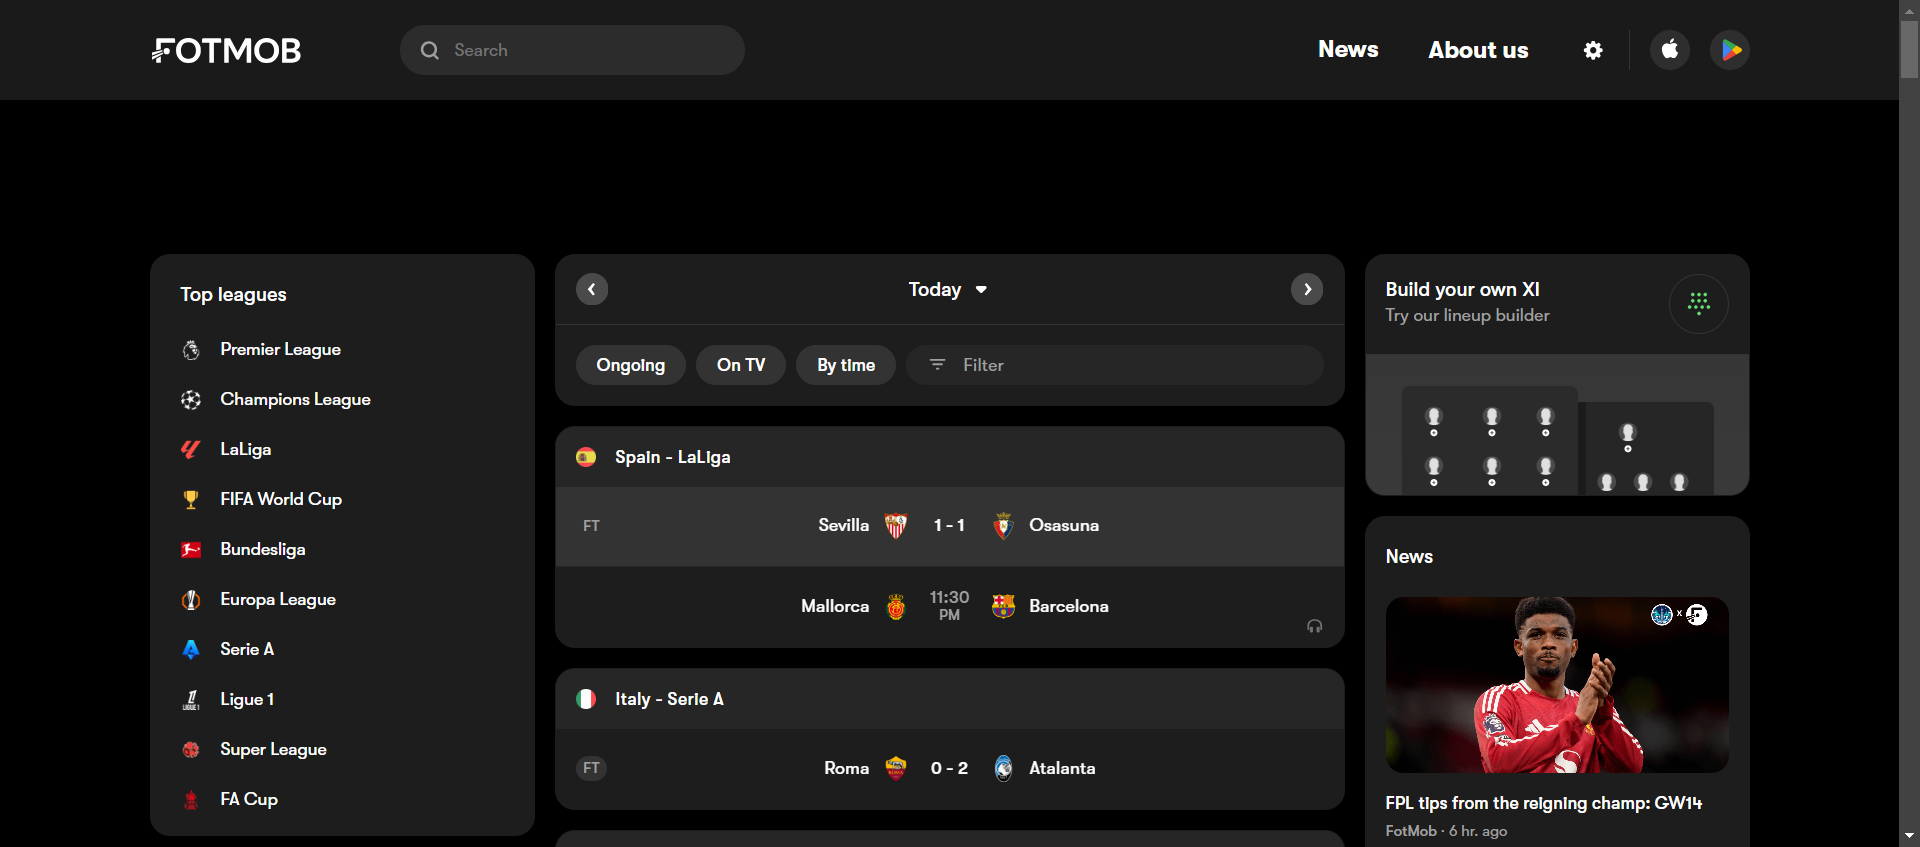 FOTMOB
Search
News
About us
Top leagues
Premier League
Champions League
LaLiga
FIFA World Cup
Bundesliga
Europa League
Serie A
Ligue 1
Super League
FA Cup
Today
Ongoing
On TV
By time
Filter
Spain - LaLiga
FT
Sevilla
1 - 1
Osasuna
Mallorca
11:30
PM
Barcelona
Italy - Serie A
FT
Roma
0 - 2
Atalanta
Build your own XI
Try our lineup builder
News
x
FPL tips from the reigning champ: GW14
FotMob · 6 hr. ago